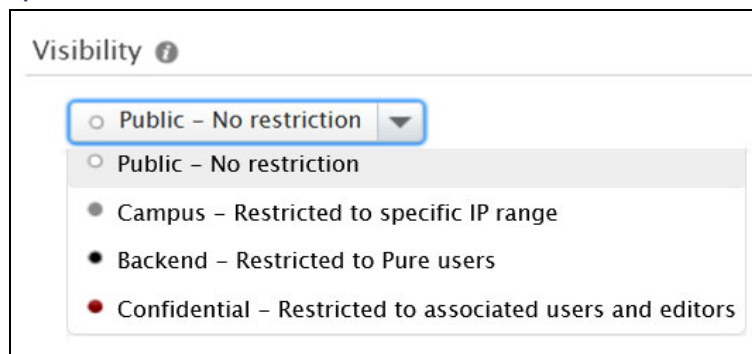 Visibility
Public – No restriction
Public – No restriction
Campus – Restricted to specific IP range
Backend – Restricted to Pure users
Confidential – Restricted to associated users and editors